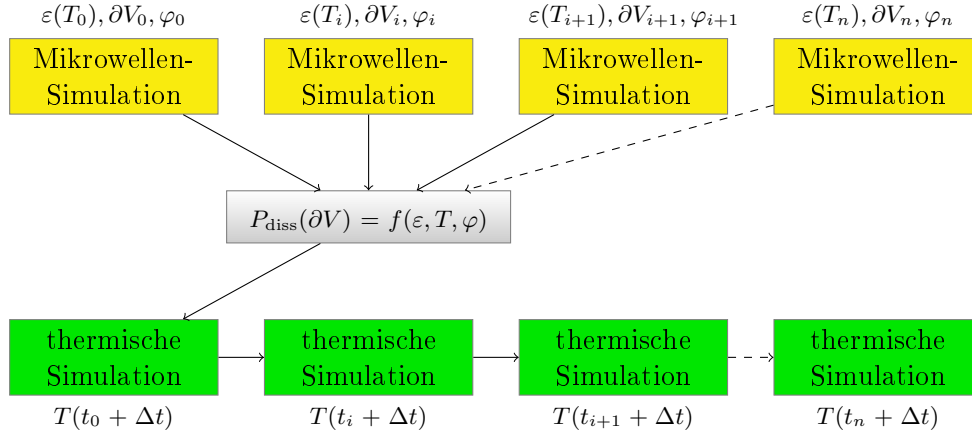 ε(T₀), ∂V₀, φ₀
ε(Tᵢ), ∂Vᵢ, φᵢ
ε(Tᵢ₊₁), ∂Vᵢ₊₁, φᵢ₊₁
ε(Tₙ), ∂Vₙ, φₙ
Mikrowellen-
Simulation
Mikrowellen-
Simulation
Mikrowellen-
Simulation
Mikrowellen-
Simulation
P_diss(∂V) = f(ε, T, φ)
thermische
Simulation
thermische
Simulation
thermische
Simulation
thermische
Simulation
T(t₀ + Δt)
T(tᵢ + Δt)
T(tᵢ₊₁ + Δt)
T(tₙ + Δt)